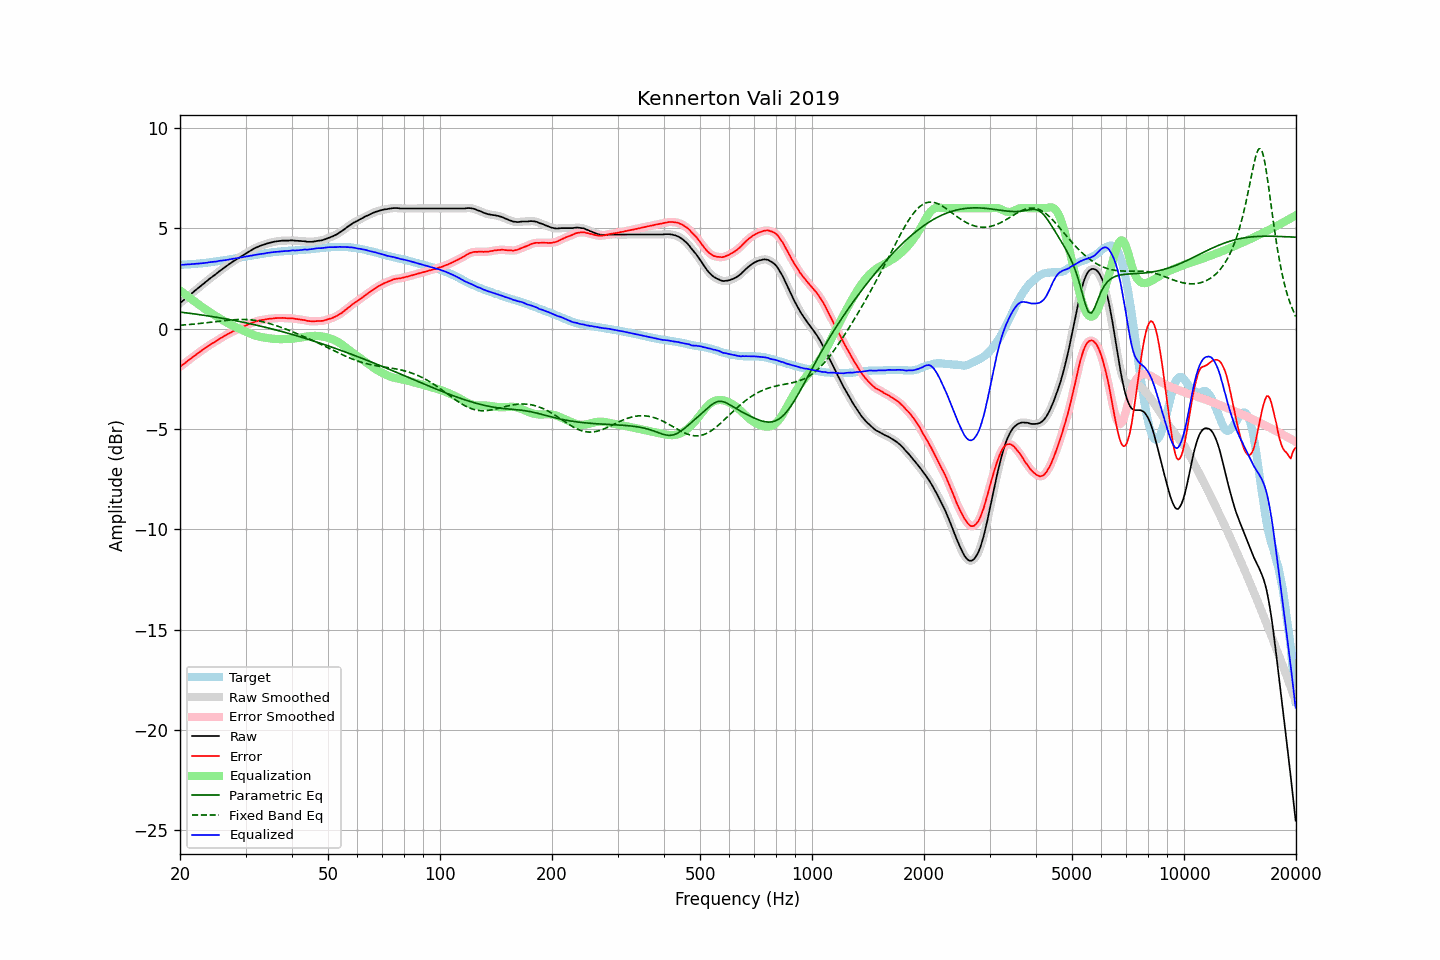 Kennerton Vali 2019
Amplitude (dBr)
10
5
0
−5
−10
−15
−20
−25
Target
Raw Smoothed
Error Smoothed
Raw
Error
Equalization
Parametric Eq
Fixed Band Eq
Equalized
20 50 100 200 500 1000 2000 5000 10000 20000
Frequency (Hz)